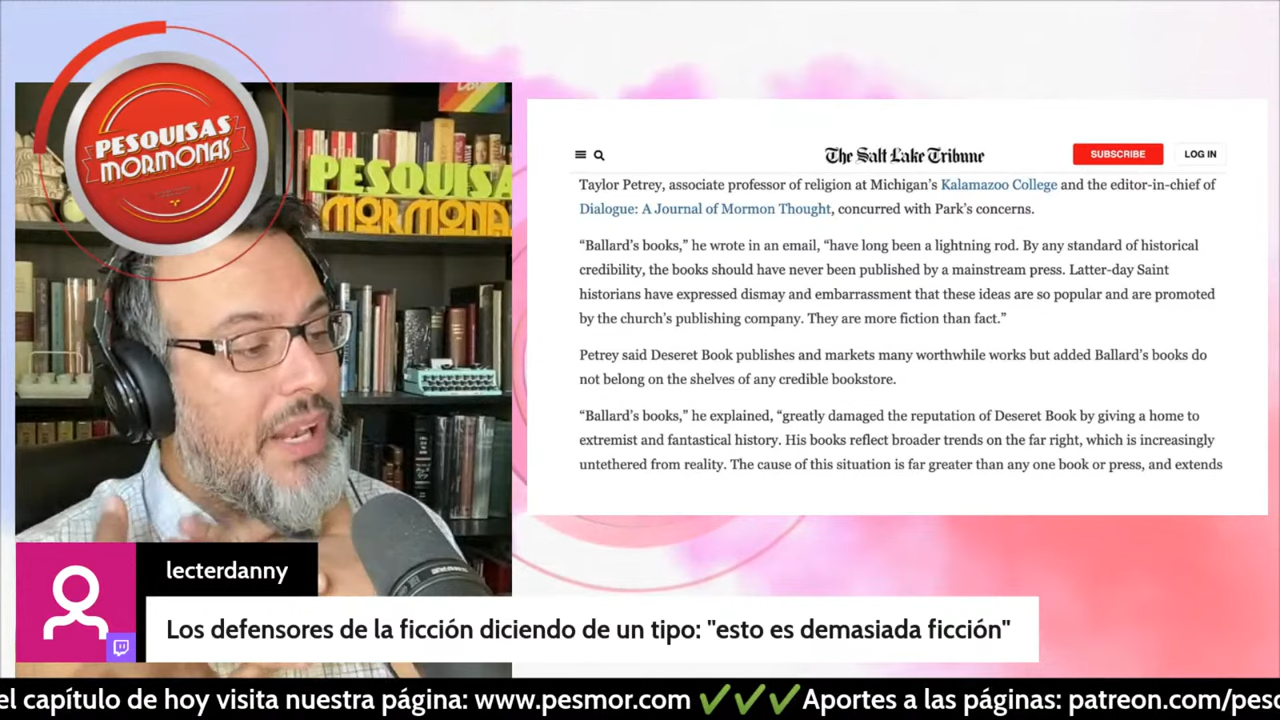 PESQUISAS
MORMONAS
PESQUISA
MORMONA
The Salt Lake Tribune
SUBSCRIBE
LOG IN
Taylor Petrey, associate professor of religion at Michigan’s Kalamazoo College and the editor-in-chief of
Dialogue: A Journal of Mormon Thought, concurred with Park’s concerns.
“Ballard’s books,” he wrote in an email, “have long been a lightning rod. By any standard of historical
credibility, the books should have never been published by a mainstream press. Latter-day Saint
historians have expressed dismay and embarrassment that these ideas are so popular and are promoted
by the church’s publishing company. They are more fiction than fact.”
Petrey said Deseret Book publishes and markets many worthwhile works but added Ballard’s books do
not belong on the shelves of any credible bookstore.
“Ballard’s books,” he explained, “greatly damaged the reputation of Deseret Book by giving a home to
extremist and fantastical history. His books reflect broader trends on the far right, which is increasingly
untethered from reality. The cause of this situation is far greater than any one book or press, and extends
lecterdanny
Los defensores de la ficción diciendo de un tipo: "esto es demasiada ficción"
el capítulo de hoy visita nuestra página: www.pesmor.com ✓✓✓Aportes a las páginas: patreon.com/pesq